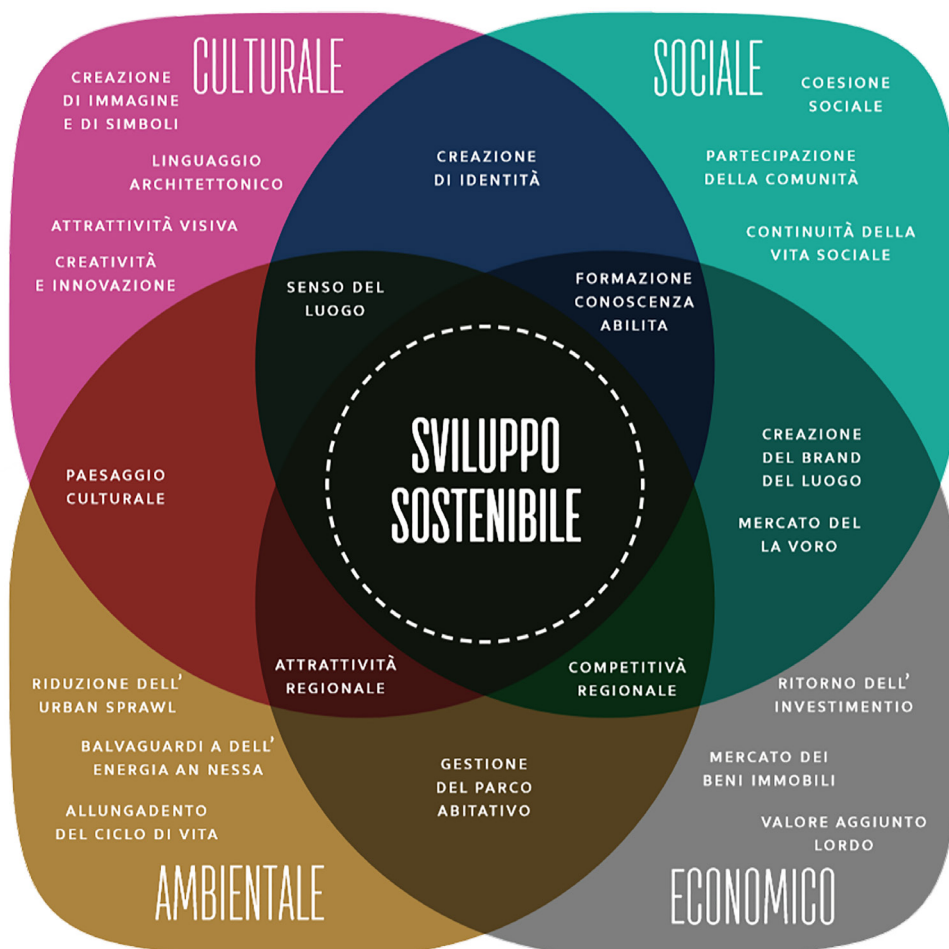 CULTURALE
CREAZIONE
DI IMMAGINE
E DI SIMBOLI
LINGUAGGIO
ARCHITETTONICO
ATTRATTIVITÀ VISIVA
CREATIVITÀ
E INNOVAZIONE
SOCIALE
COESIONE
SOCIALE
PARTECIPAZIONE
DELLA COMUNITÀ
CONTINUITÀ DELLA
VITA SOCIALE
CREAZIONE
DI IDENTITÀ
SENSO DEL
LUOGO
FORMAZIONE
CONOSCENZA
ABILITA
SVILUPPO
SOSTENIBILE
PAESAGGIO
CULTURALE
CREAZIONE
DEL BRAND
DEL LUOGO
MERCATO DEL
LA VORO
ATTRATTIVITÀ
REGIONALE
COMPETITIVÀ
REGIONALE
RIDUZIONE DELL'
URBAN SPRAWL
BALVAGUARDI A DELL'
ENERGIA AN NESSA
ALLUNGADENTO
DEL CICLO DI VITA
AMBIENTALE
GESTIONE
DEL PARCO
ABITATIVO
RITORNO DELL'
INVESTIMENTIO
MERCATO DEI
BENI IMMOBILI
VALORE AGGIUNTO
LORDO
ECONOMICO